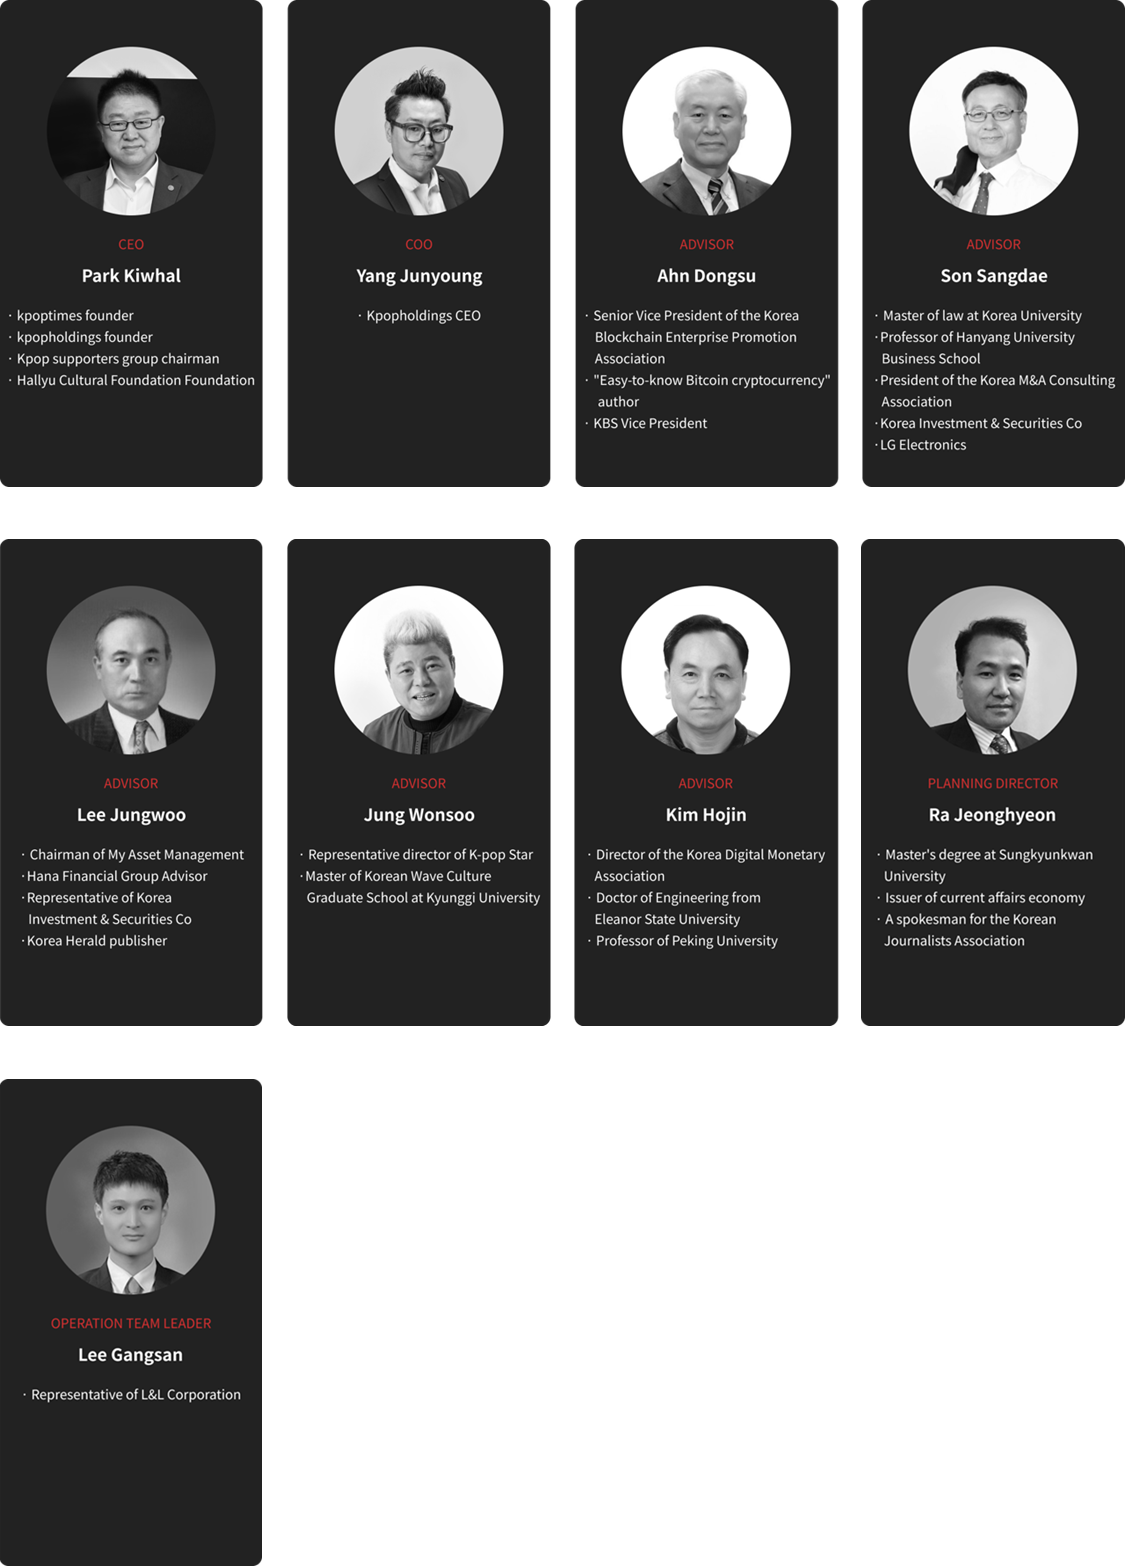 CEO
Park Kiwhal
· kpoptimes founder
· kpopholdings founder
· Kpop supporters group chairman
· Hallyu Cultural Foundation Foundation
COO
Yang Junyoung
· Kpopholdings CEO
ADVISOR
Ahn Dongsu
· Senior Vice President of the Korea
Blockchain Enterprise Promotion
Association
· "Easy-to-know Bitcoin cryptocurrency"
author
· KBS Vice President
ADVISOR
Son Sangdae
· Master of law at Korea University
· Professor of Hanyang University
Business School
· President of the Korea M&A Consulting
Association
· Korea Investment & Securities Co
· LG Electronics
ADVISOR
Lee Jungwoo
· Chairman of My Asset Management
· Hana Financial Group Advisor
· Representative of Korea
Investment & Securities Co
· Korea Herald publisher
ADVISOR
Jung Wonsoo
· Representative director of K-pop Star
· Master of Korean Wave Culture
Graduate School at Kyunggi University
ADVISOR
Kim Hojin
· Director of the Korea Digital Monetary
Association
· Doctor of Engineering from
Eleanor State University
· Professor of Peking University
PLANNING DIRECTOR
Ra Jeonghyeon
· Master's degree at Sungkyunkwan
University
· Issuer of current affairs economy
· A spokesman for the Korean
Journalists Association
OPERATION TEAM LEADER
Lee Gangsan
· Representative of L&L Corporation